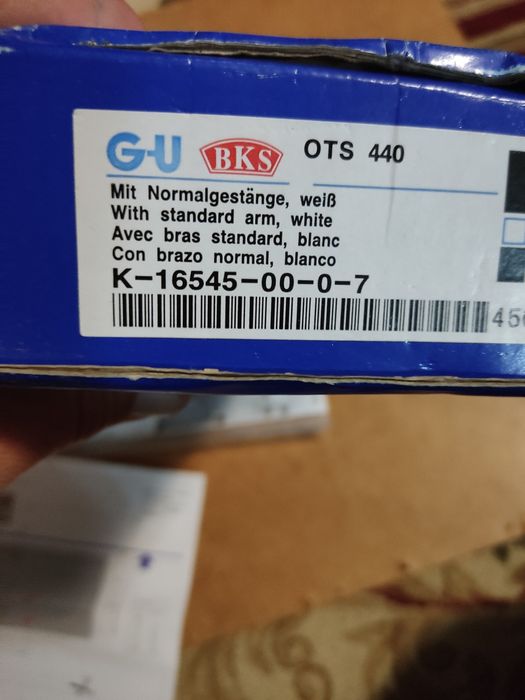 G-U BKS OTS 440
Mit Normalgestänge, weiß
With standard arm, white
Avec bras standard, blanc
Con brazo normal, blanco
K-16545-00-0-7